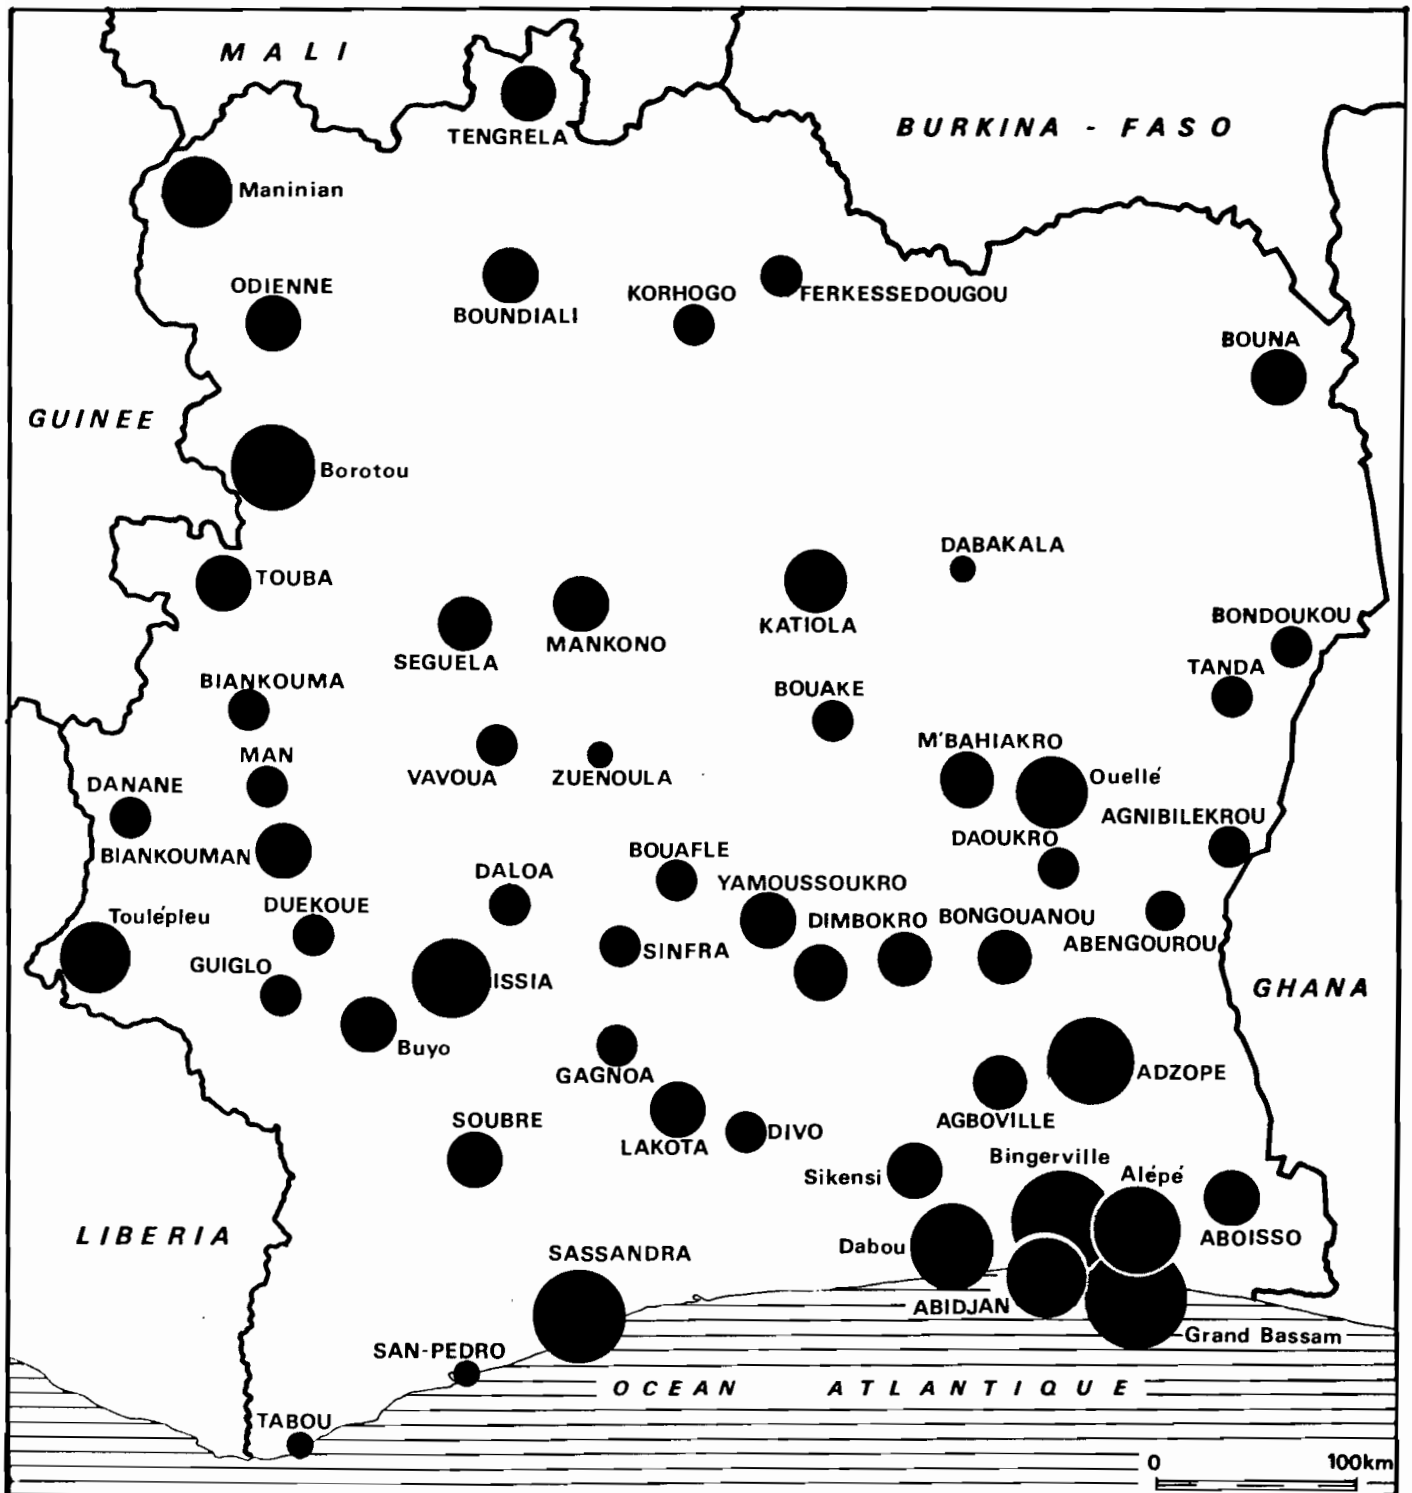 MALI
TENGRELA
BURKINA - FASO
Maninian
ODIENNE
BOUNDIALI
KORHOGO
FERKESSEDOUGOU
BOUNA
GUINEE
Borotou
DABAKALA
TOUBA
KATIOLA
MANKONO
SEGUELA
BONDOUKOU
TANDA
BIANKOUMA
BOUAKE
MAN
M'BAHIAKRO
VAVOUA
ZUENOULA
Ouellé
DANANE
AGNIBILEKROU
DAOUKRO
BIANKOUMAN
BOUAFLE
DALOA
YAMOUSSOUKRO
Toulépleu
DUEKOUE
DIMBOKRO
BONGOUANOU
ABENGOUROU
SINFRA
GUIGLO
ISSIA
GHANA
Buyo
GAGNOA
ADZOPE
SOUBRE
AGBOVILLE
LAKOTA
DIVO
Bingerville
Sikensi
Alépé
LIBERIA
ABOISSO
Dabou
SASSANDRA
ABIDJAN
Grand Bassam
SAN-PEDRO
OCEAN ATLANTIQUE
TABOU
0 100km